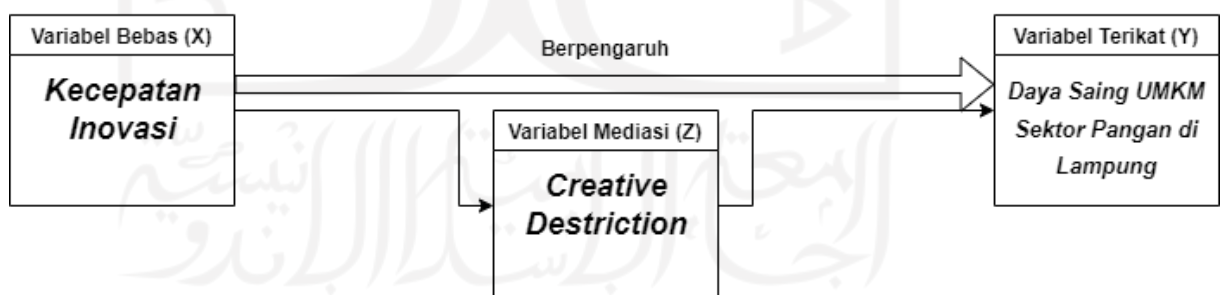 Variabel Bebas (X)
Kecepatan
Inovasi
Berpengaruh
Variabel Mediasi (Z)
Creative
Destriction
Variabel Terikat (Y)
Daya Saing UMKM
Sektor Pangan di
Lampung